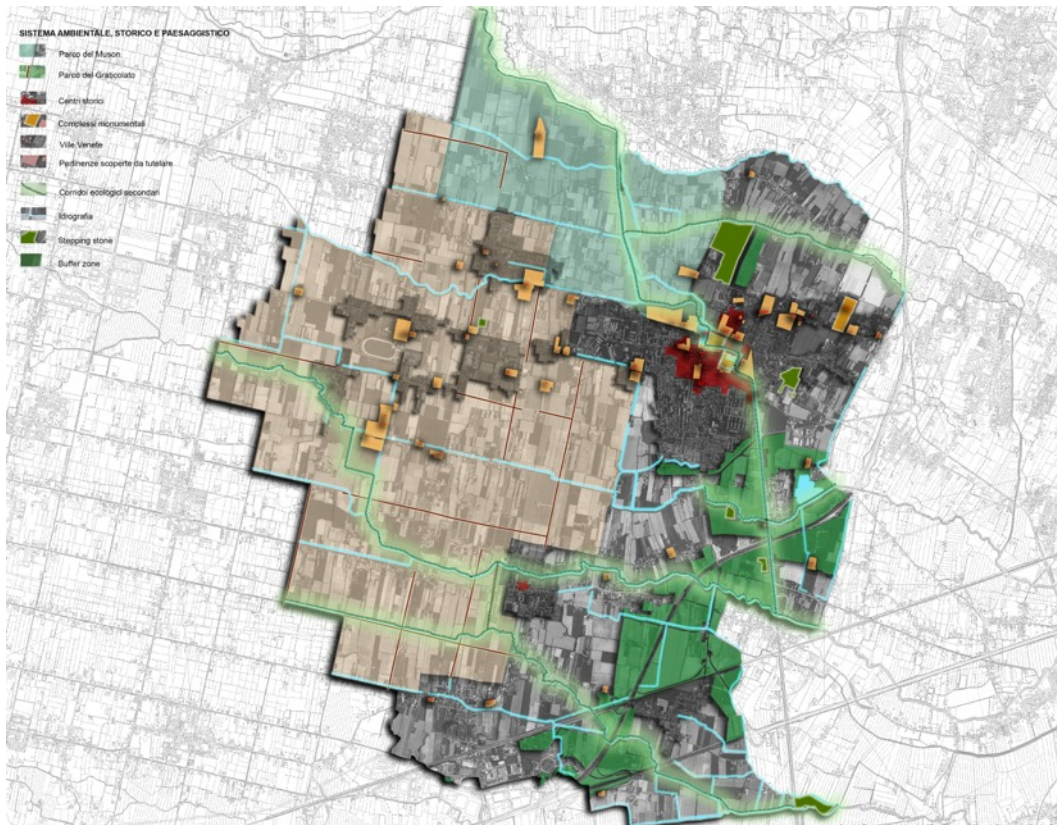 SISTEMA AMBIENTALE, STORICO E PAESAGGISTICO
Parco del Muson
Parco del Graticolato
Centri storici
Complessi monumentali
Ville Venete
Pertinenze scoperte da tutelare
Corridoi ecologici secondari
Idrografia
Stepping stone
Buffer zone